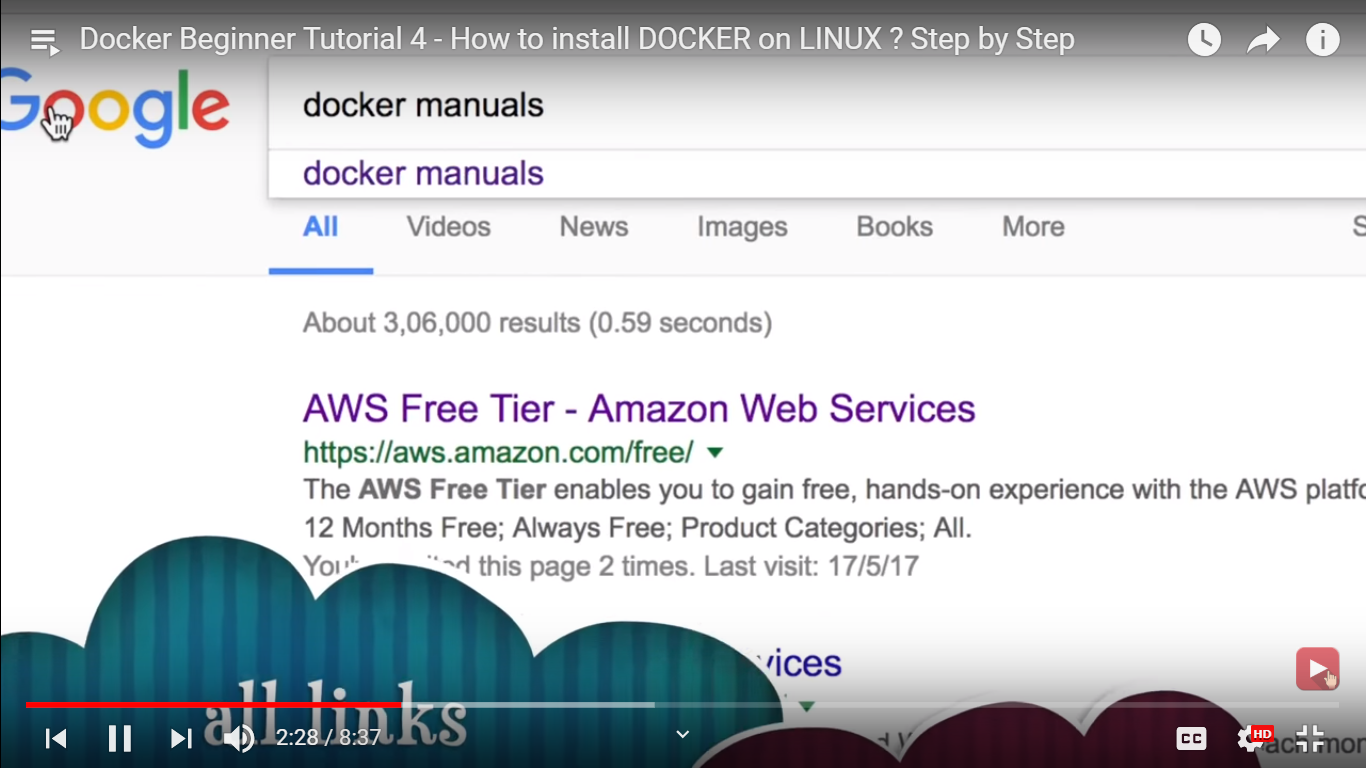 Docker Beginner Tutorial 4 - How to install DOCKER on LINUX ? Step by Step
Google
docker manuals
docker manuals
All Videos News Images Books More
About 3,06,000 results (0.59 seconds)
AWS Free Tier - Amazon Web Services
https://aws.amazon.com/free/
The AWS Free Tier enables you to gain free, hands-on experience with the AWS
12 Months Free; Always Free; Product Categories; All.
this page 2 times. Last visit: 17/5/17
all links
2:28 / 8:37
CC
HD